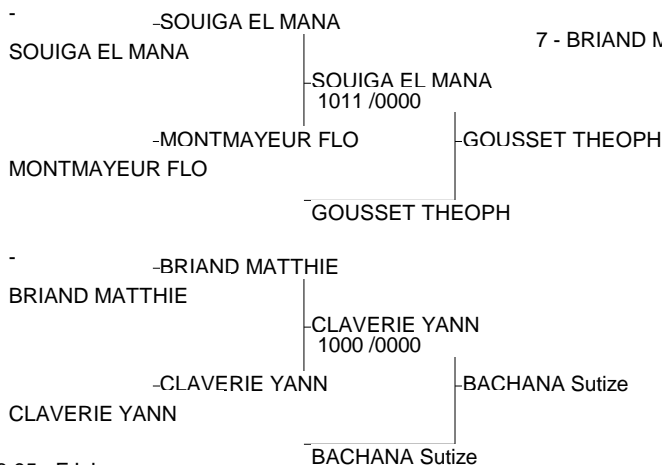 -
-SOUIGA EL MANA
SOUIGA EL MANA
7 - BRIAND M
-SOUIGA EL MANA
1011 /0000
-MONTMAYEUR FLO
-GOUSSET THEOPH
MONTMAYEUR FLO
GOUSSET THEOPH
-
-BRIAND MATTHIE
BRIAND MATTHIE
-CLAVERIE YANN
1000 /0000
-CLAVERIE YANN
-BACHANA Sutize
CLAVERIE YANN
BACHANA Sutize